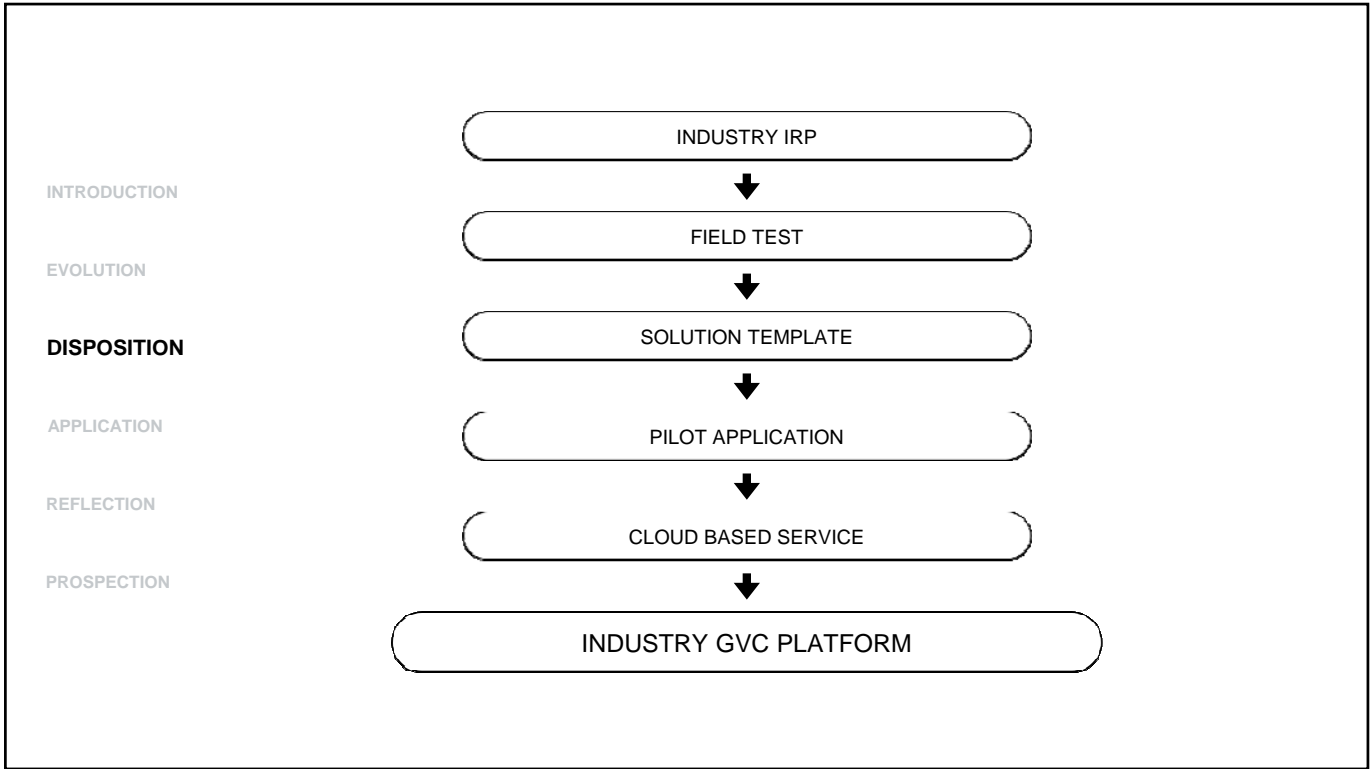 INTRODUCTION
EVOLUTION
DISPOSITION
APPLICATION
REFLECTION
PROSPECTION
INDUSTRY IRP
FIELD TEST
SOLUTION TEMPLATE
PILOT APPLICATION
CLOUD BASED SERVICE
INDUSTRY GVC PLATFORM